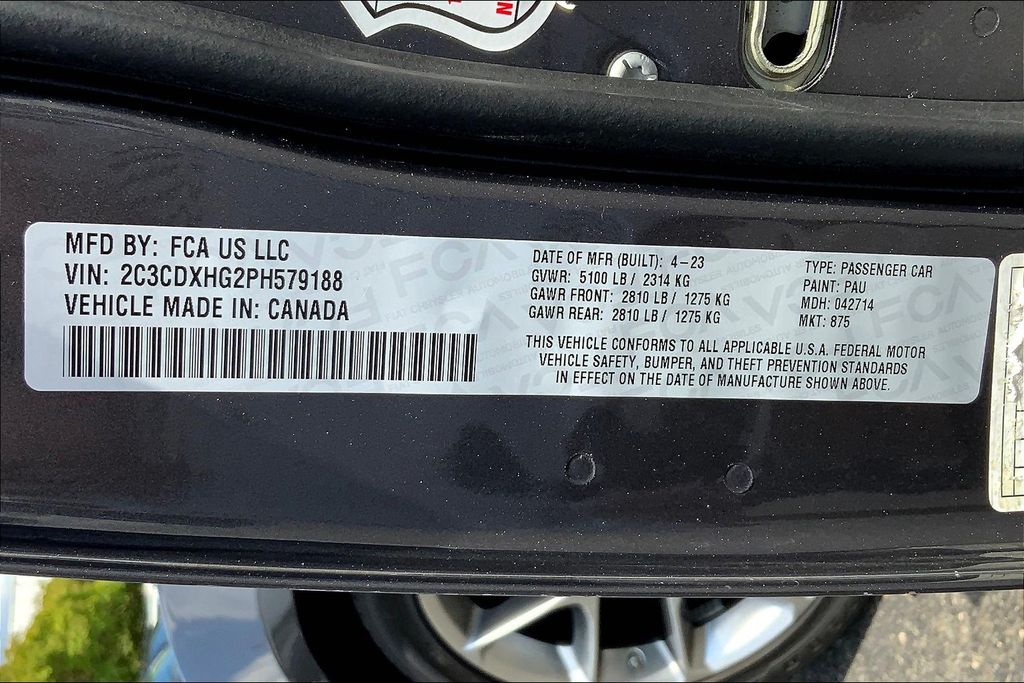 MFD BY: FCA US LLC
VIN: 2C3CDXHG2PH579188
VEHICLE MADE IN: CANADA
DATE OF MFR (BUILT): 4-23
GVWR: 5100 LB / 2314 KG
GAWR FRONT: 2810 LB / 1275 KG
GAWR REAR: 2810 LB / 1275 KG
TYPE: PASSENGER CAR
PAINT: PAU
MDH: 042714
MKT: 875
THIS VEHICLE CONFORMS TO ALL APPLICABLE U.S.A. FEDERAL MOTOR
VEHICLE SAFETY, BUMPER, AND THEFT PREVENTION STANDARDS
IN EFFECT ON THE DATE OF MANUFACTURE SHOWN ABOVE.